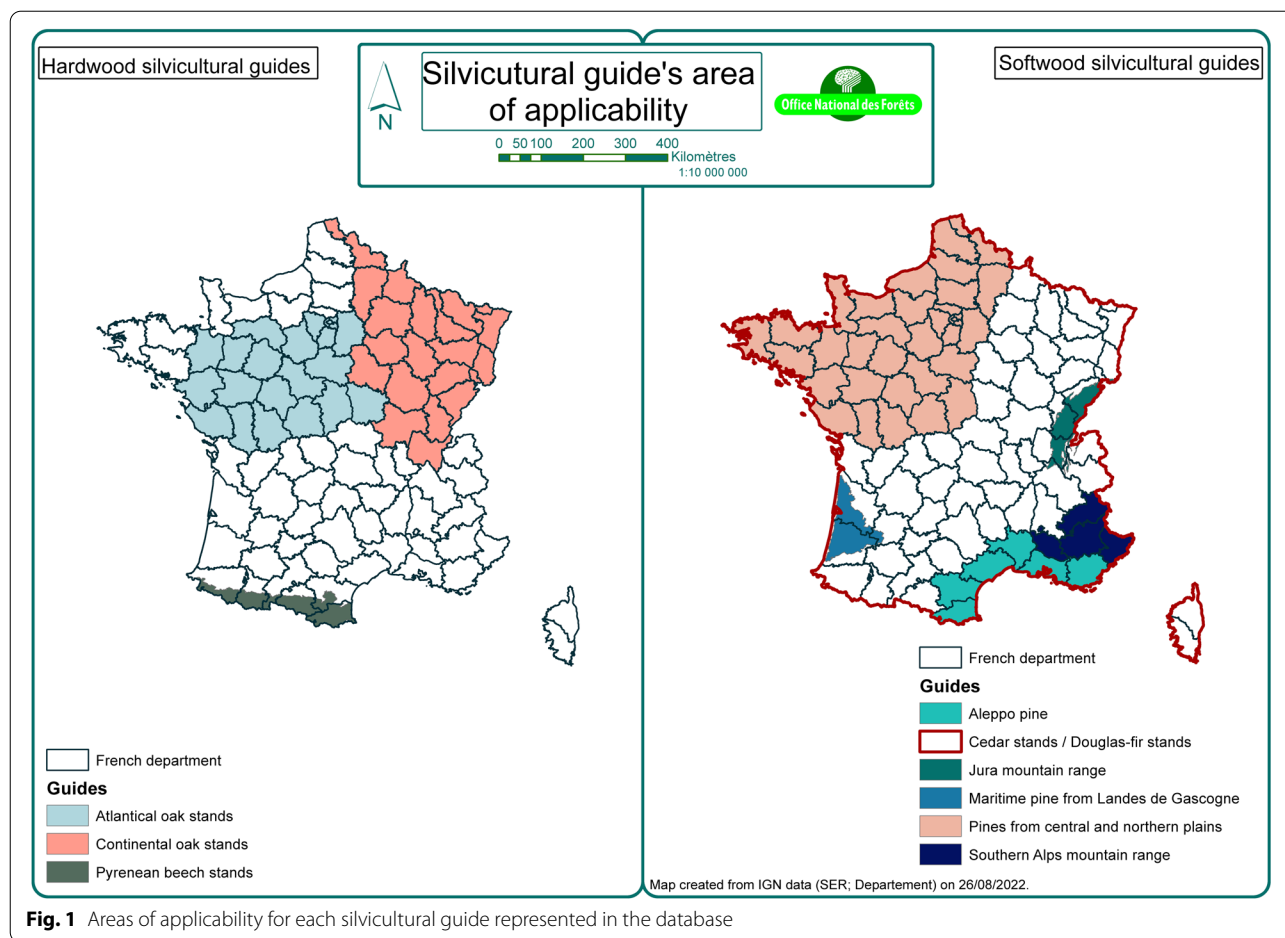 Hardwood silvicultural guides
Silvicutural guide's area
of applicability
N
0 50 100 200 300 400
Kilomètres
1:10 000 000
Office National des Forêts
Softwood silvicultural guides
French department
Guides
Atlantical oak stands
Continental oak stands
Pyrenean beech stands
French department
Guides
Aleppo pine
Cedar stands / Douglas-fir stands
Jura mountain range
Maritime pine from Landes de Gascogne
Pines from central and northern plains
Southern Alps mountain range
Map created from IGN data (SER; Departement) on 26/08/2022.
Fig. 1 Areas of applicability for each silvicultural guide represented in the database